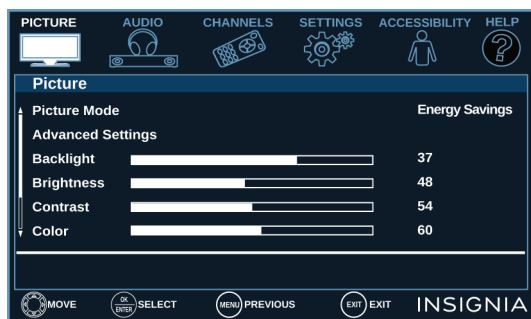 PICTURE AUDIO CHANNELS SETTINGS ACCESSIBILITY HELP
?
Picture
Picture Mode Energy Savings
Advanced Settings
Backlight 37
Brightness 48
Contrast 54
Color 60
MOVE OK ENTER SELECT MENU PREVIOUS EXIT EXIT INSIGNIA